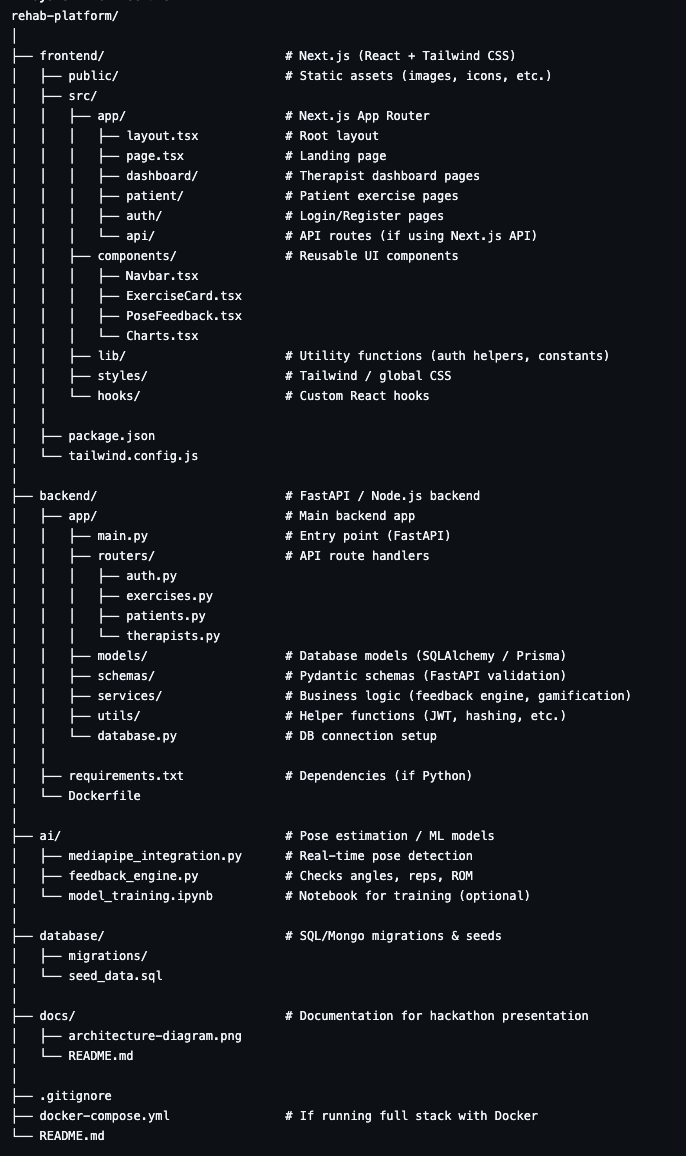 rehab-platform/
│
├── frontend/                      # Next.js (React + Tailwind CSS)
│   ├── public/                    # Static assets (images, icons, etc.)
│   ├── src/
│   │   ├── app/                   # Next.js App Router
│   │   │   ├── layout.tsx         # Root layout
│   │   │   ├── page.tsx           # Landing page
│   │   │   ├── dashboard/         # Therapist dashboard pages
│   │   │   ├── patient/           # Patient exercise pages
│   │   │   ├── auth/              # Login/Register pages
│   │   │   └── api/               # API routes (if using Next.js API)
│   │   ├── components/            # Reusable UI components
│   │   │   ├── Navbar.tsx
│   │   │   ├── ExerciseCard.tsx
│   │   │   ├── PoseFeedback.tsx
│   │   │   └── Charts.tsx
│   │   ├── lib/                   # Utility functions (auth helpers, constants)
│   │   ├── styles/                # Tailwind / global CSS
│   │   └── hooks/                 # Custom React hooks
│   │
│   ├── package.json
│   └── tailwind.config.js
│
├── backend/                       # FastAPI / Node.js backend
│   ├── app/                       # Main backend app
│   │   ├── main.py                # Entry point (FastAPI)
│   │   ├── routers/               # API route handlers
│   │   │   ├── auth.py
│   │   │   ├── exercises.py
│   │   │   ├── patients.py
│   │   │   └── therapists.py
│   │   ├── models/                # Database models (SQLAlchemy / Prisma)
│   │   ├── schemas/               # Pydantic schemas (FastAPI validation)
│   │   ├── services/              # Business logic (feedback engine, gamification)
│   │   ├── utils/                 # Helper functions (JWT, hashing, etc.)
│   │   └── database.py            # DB connection setup
│   │
│   ├── requirements.txt           # Dependencies (if Python)
│   └── Dockerfile
│
├── ai/                            # Pose estimation / ML models
│   ├── mediapipe_integration.py   # Real-time pose detection
│   ├── feedback_engine.py         # Checks angles, reps, ROM
│   └── model_training.ipynb       # Notebook for training (optional)
│
├── database/                      # SQL/Mongo migrations & seeds
│   ├── migrations/
│   └── seed_data.sql
│
├── docs/                          # Documentation for hackathon presentation
│   ├── architecture-diagram.png
│   └── README.md
│
├── .gitignore
├── docker-compose.yml             # If running full stack with Docker
└── README.md